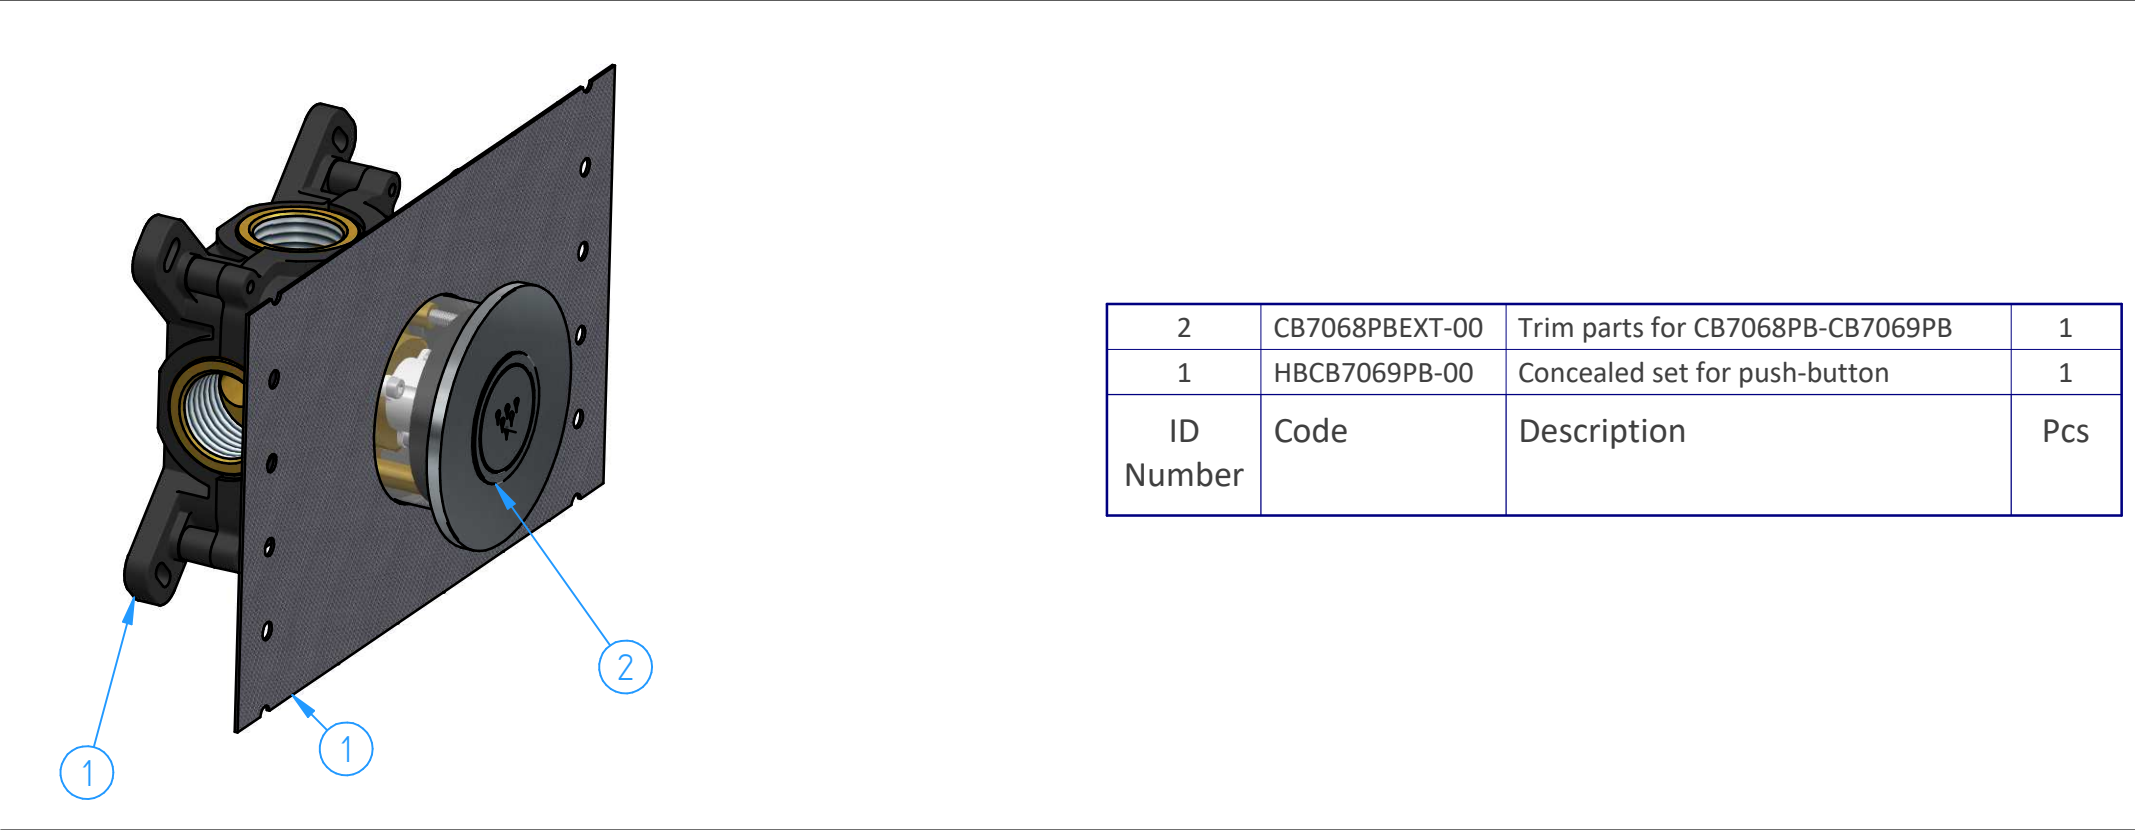 2 CB7068PBEXT-00 Trim parts for CB7068PB-CB7069PB 1
1 HBCB7069PB-00 Concealed set for push-button 1
ID Code Description Pcs
Number
2
1
1